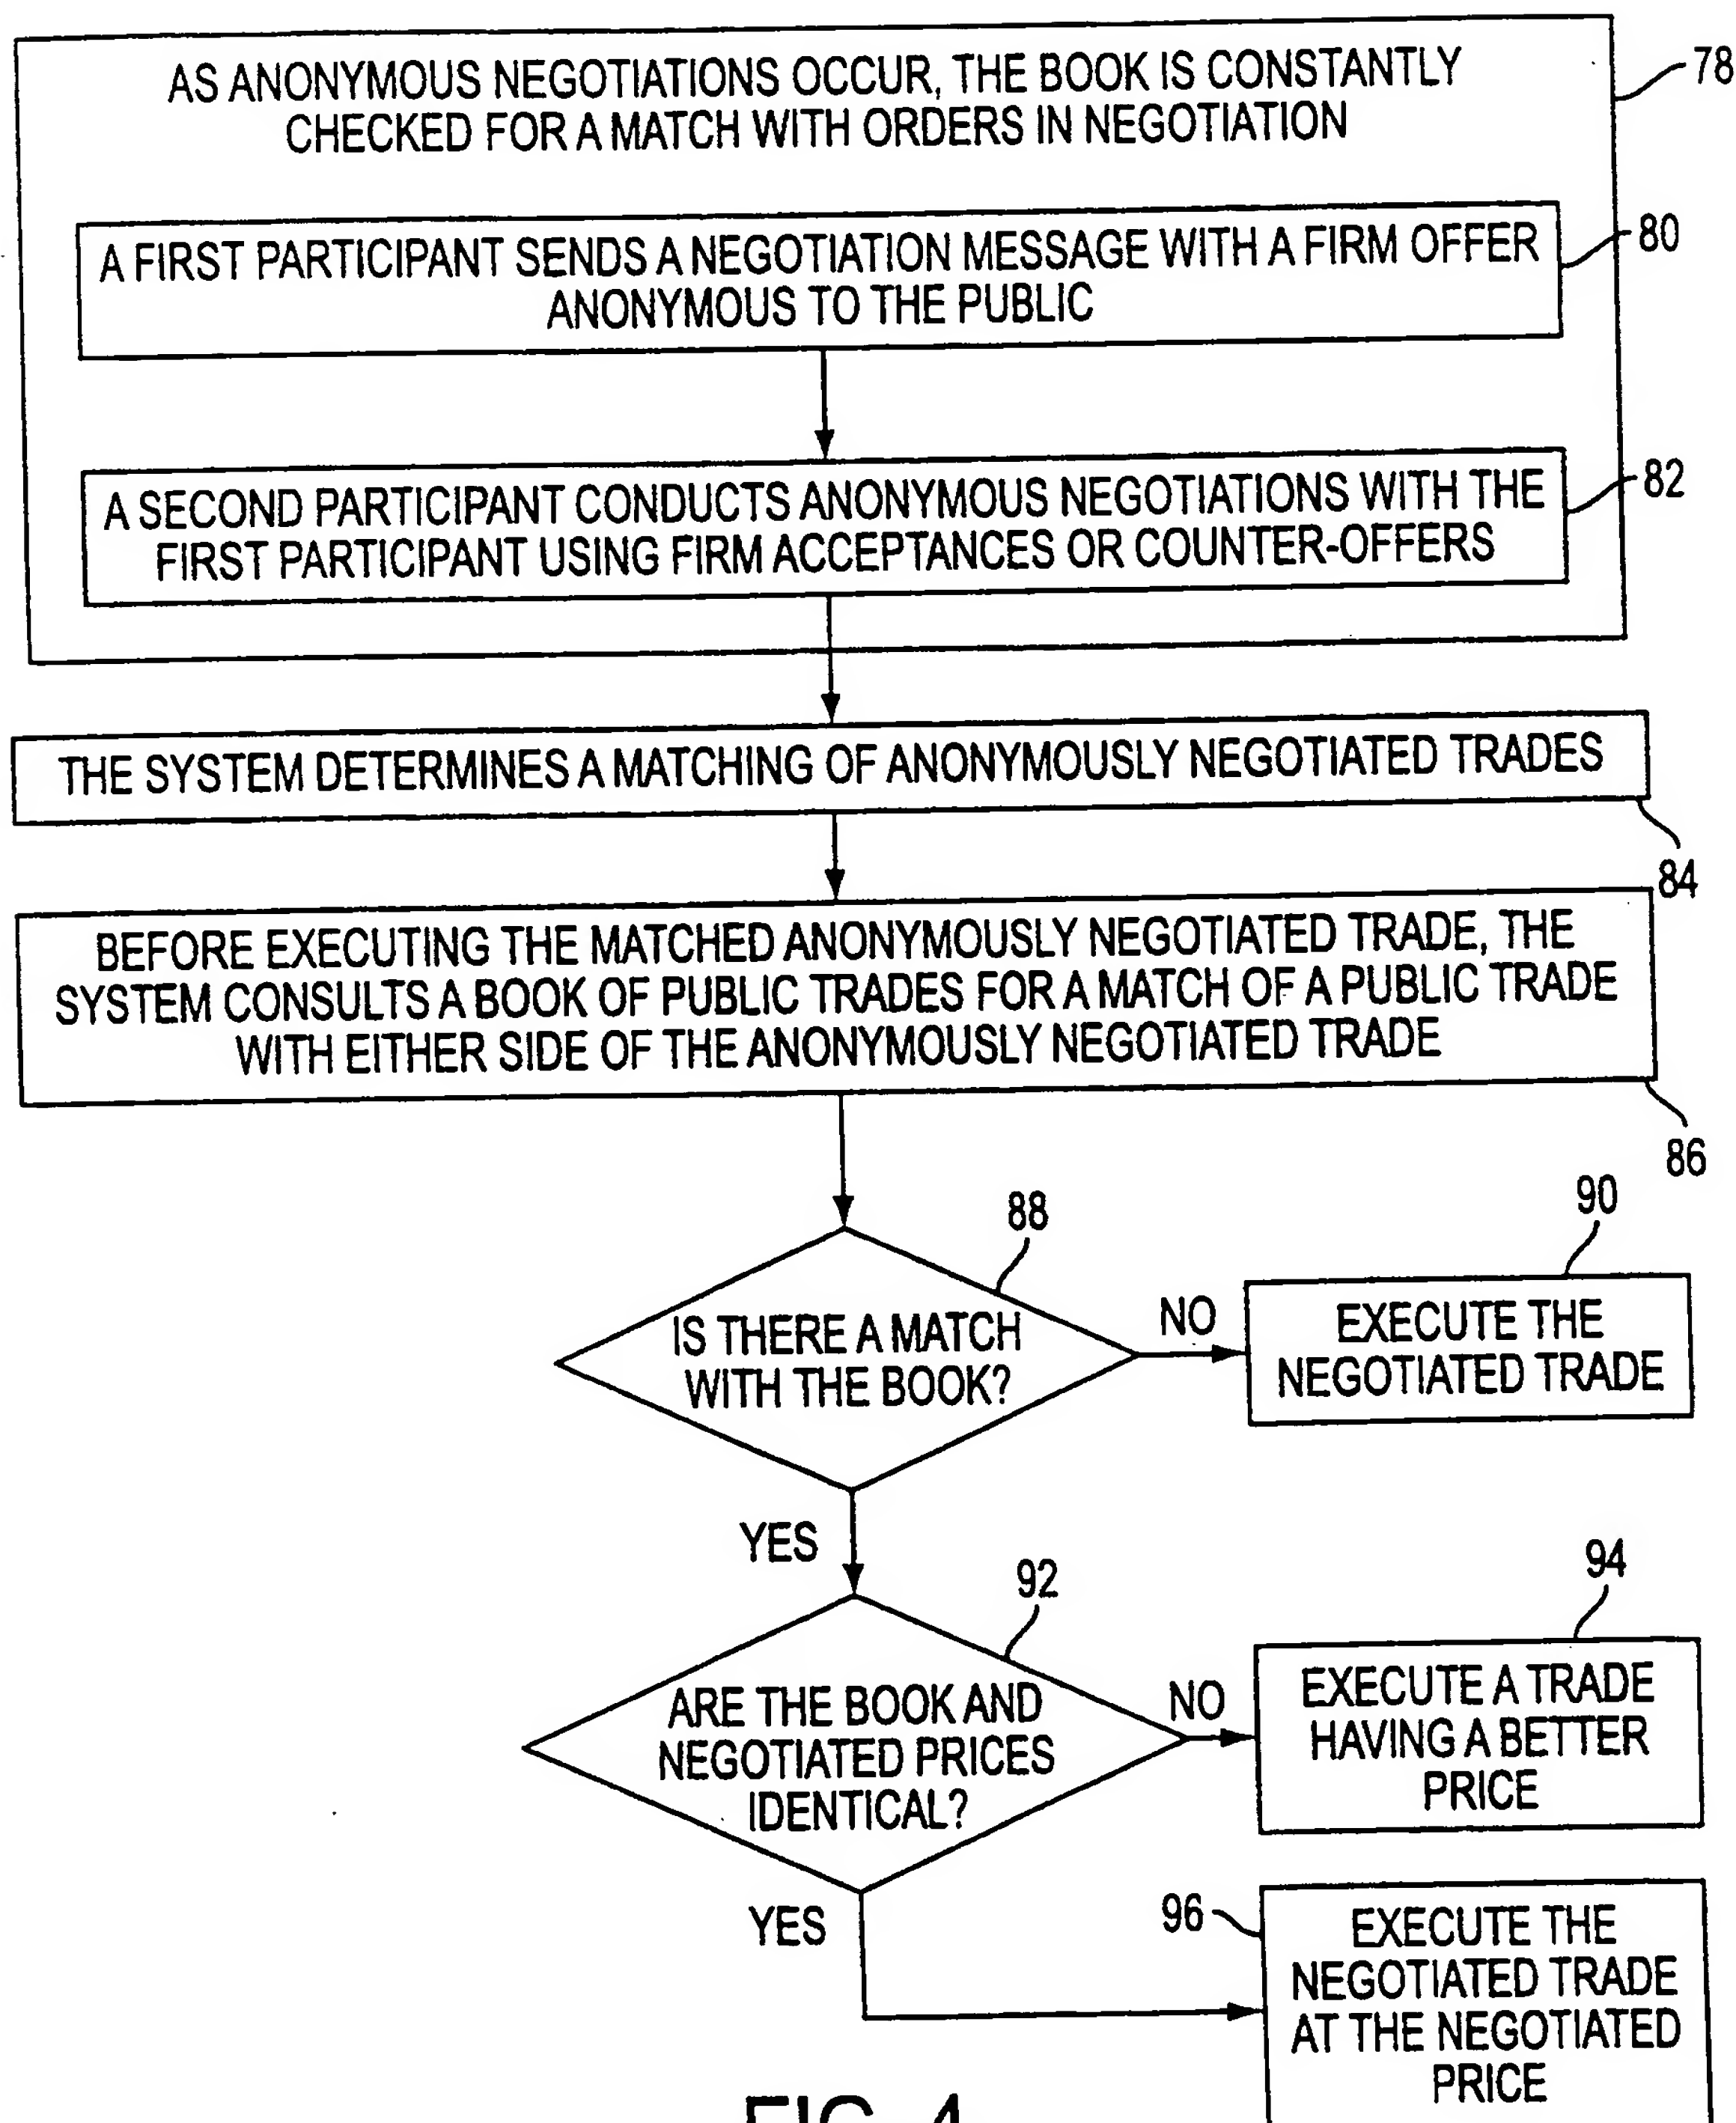 AS ANONYMOUS NEGOTIATIONS OCCUR, THE BOOK IS CONSTANTLY
CHECKED FOR A MATCH WITH ORDERS IN NEGOTIATION
78
A FIRST PARTICIPANT SENDS A NEGOTIATION MESSAGE WITH A FIRM OFFER
ANONYMOUS TO THE PUBLIC
80
A SECOND PARTICIPANT CONDUCTS ANONYMOUS NEGOTIATIONS WITH THE
FIRST PARTICIPANT USING FIRM ACCEPTANCES OR COUNTER-OFFERS
82
THE SYSTEM DETERMINES A MATCHING OF ANONYMOUSLY NEGOTIATED TRADES
84
BEFORE EXECUTING THE MATCHED ANONYMOUSLY NEGOTIATED TRADE, THE
SYSTEM CONSULTS A BOOK OF PUBLIC TRADES FOR A MATCH OF A PUBLIC TRADE
WITH EITHER SIDE OF THE ANONYMOUSLY NEGOTIATED TRADE
86
88
IS THERE A MATCH
WITH THE BOOK?
NO
90
EXECUTE THE
NEGOTIATED TRADE
YES
92
ARE THE BOOK AND
NEGOTIATED PRICES
IDENTICAL?
NO
94
EXECUTE A TRADE
HAVING A BETTER
PRICE
YES
96
EXECUTE THE
NEGOTIATED TRADE
AT THE NEGOTIATED
PRICE
FIG. 4